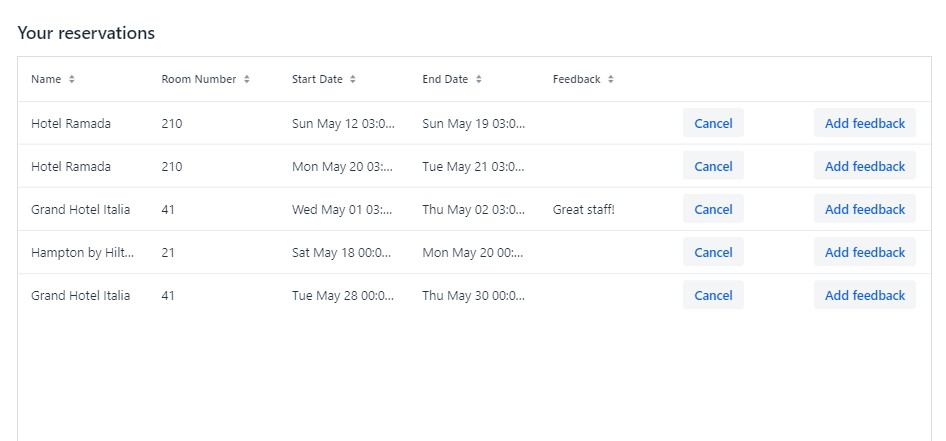 Your reservations
Name Room Number Start Date End Date Feedback
Hotel Ramada 210 Sun May 12 03:0... Sun May 19 03:0... Cancel Add feedback
Hotel Ramada 210 Mon May 20 03:... Tue May 21 03:0... Cancel Add feedback
Grand Hotel Italia 41 Wed May 01 03:... Thu May 02 03:0... Great staff! Cancel Add feedback
Hampton by Hilt... 21 Sat May 18 00:0... Mon May 20 00:... Cancel Add feedback
Grand Hotel Italia 41 Tue May 28 00:0... Thu May 30 00:0... Cancel Add feedback